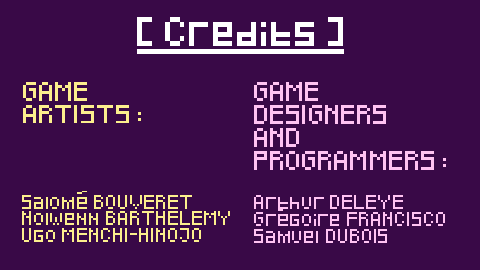 [ Credits ]
GAME
ARTISTS :
Salomé BOUVERET
Nolwenn BARTHELEMY
Ugo MENCHI-HINOJO
GAME
DESIGNERS
AND
PROGRAMMERS :
Arthur DELEYE
Gregoire FRANCISCO
Samuel DUBOIS